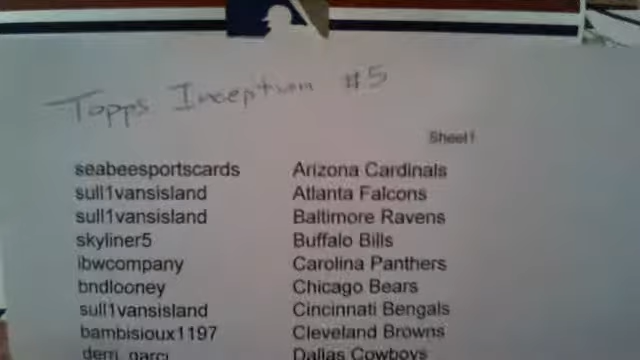 Topps Inception #5
Sheet1
seabeesportscards Arizona Cardinals
sull1vansisland Atlanta Falcons
sull1vansisland Baltimore Ravens
skyliner5 Buffalo Bills
ibwcompany Carolina Panthers
bndlooney Chicago Bears
sull1vansisland Cincinnati Bengals
bambisioux1197 Cleveland Browns
Dallas Cowboys